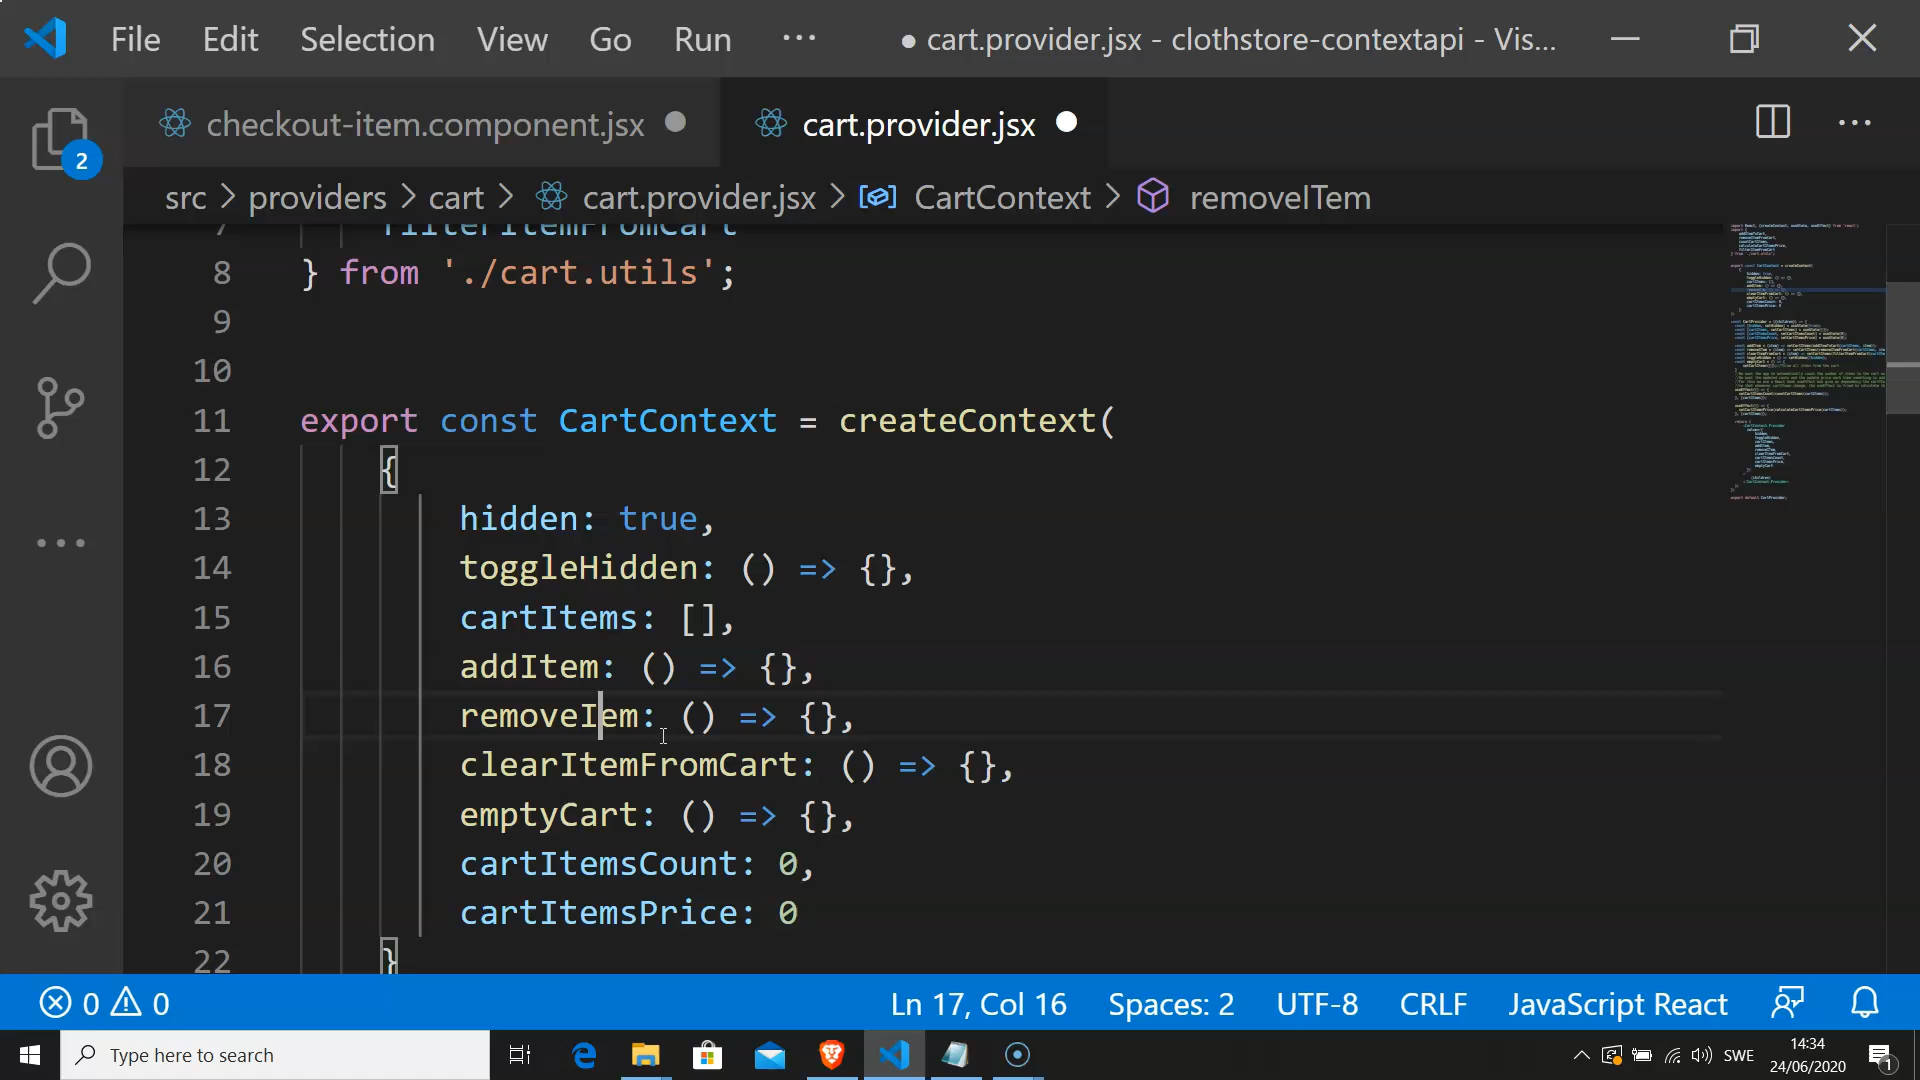 File Edit Selection View Go Run ··· ● cart.provider.jsx - clothstore-contextapi - Vis...
checkout-item.component.jsx ● cart.provider.jsx ●
2
src > providers > cart > cart.provider.jsx > CartContext > removeITem
7 filterItemFromCart
8 } from './cart.utils';
9
10
11 export const CartContext = createContext(
12 {
13 hidden: true,
14 toggleHidden: () => {},
15 cartItems: [],
16 addItem: () => {},
17 removeIem: () => {},
18 clearItemFromCart: () => {},
19 emptyCart: () => {},
20 cartItemsCount: 0,
21 cartItemsPrice: 0
22 }
0 0 Ln 17, Col 16 Spaces: 2 UTF-8 CRLF JavaScript React
Type here to search SWE 14:34
24/06/2020 1